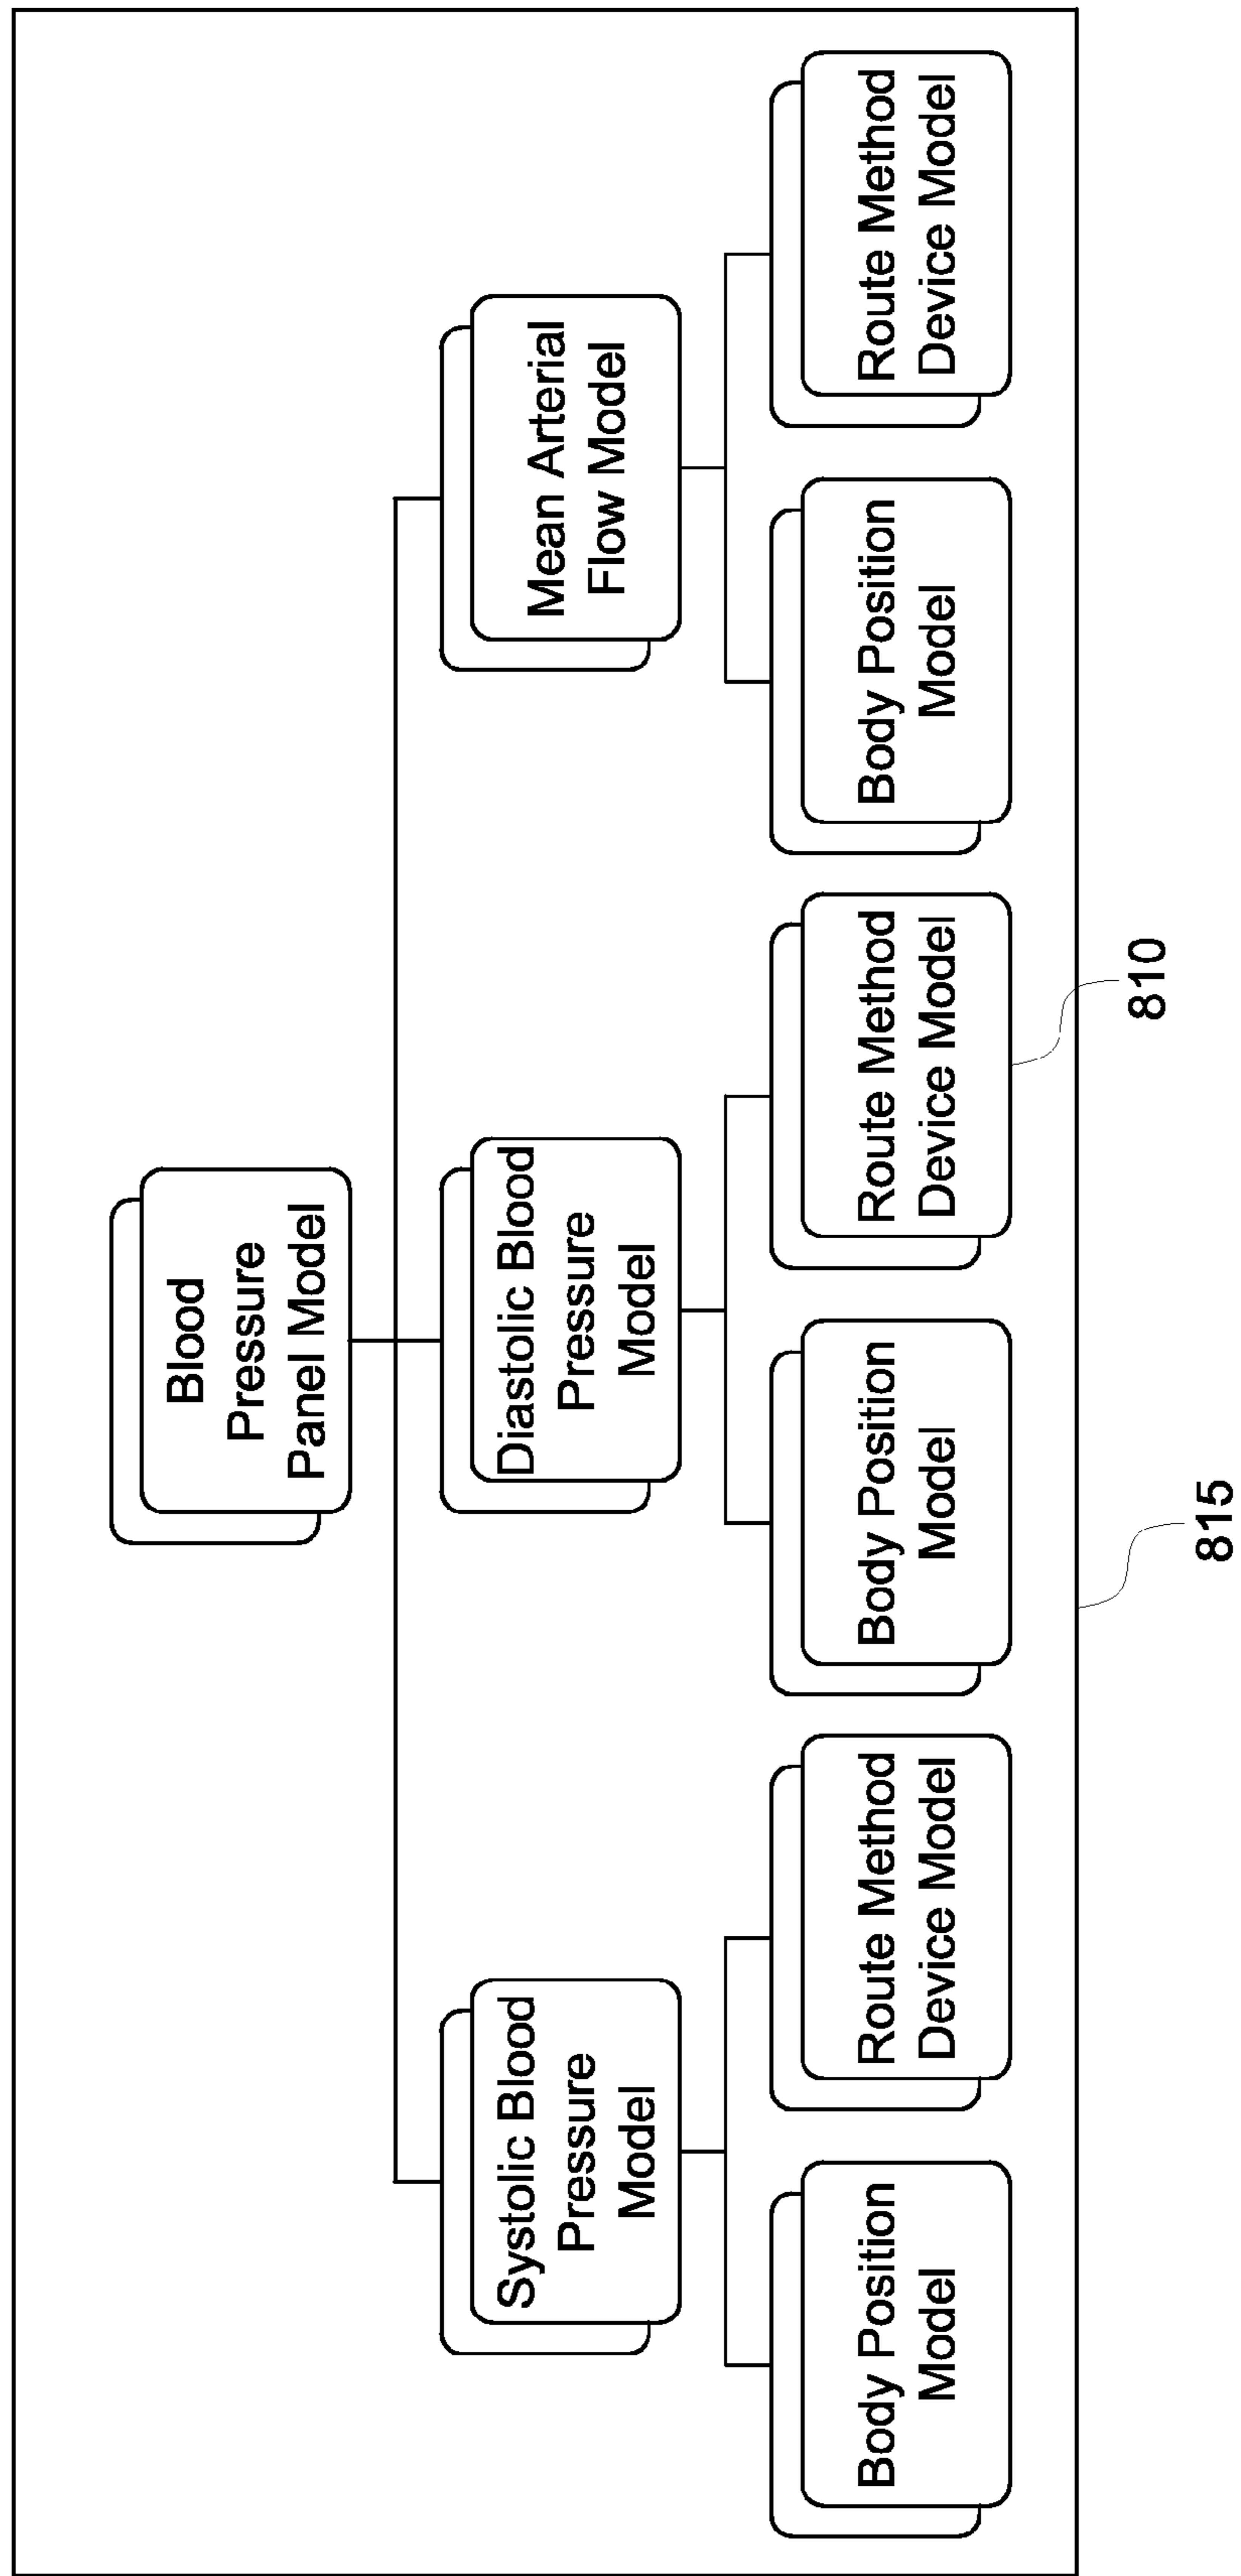 Blood
Pressure
Panel Model
Systolic Blood
Pressure
Model
Diastolic Blood
Pressure
Model
Mean Arterial
Flow Model
Body Position
Model
Route Method
Device Model
Body Position
Model
Route Method
Device Model
Body Position
Model
Route Method
Device Model
810
815